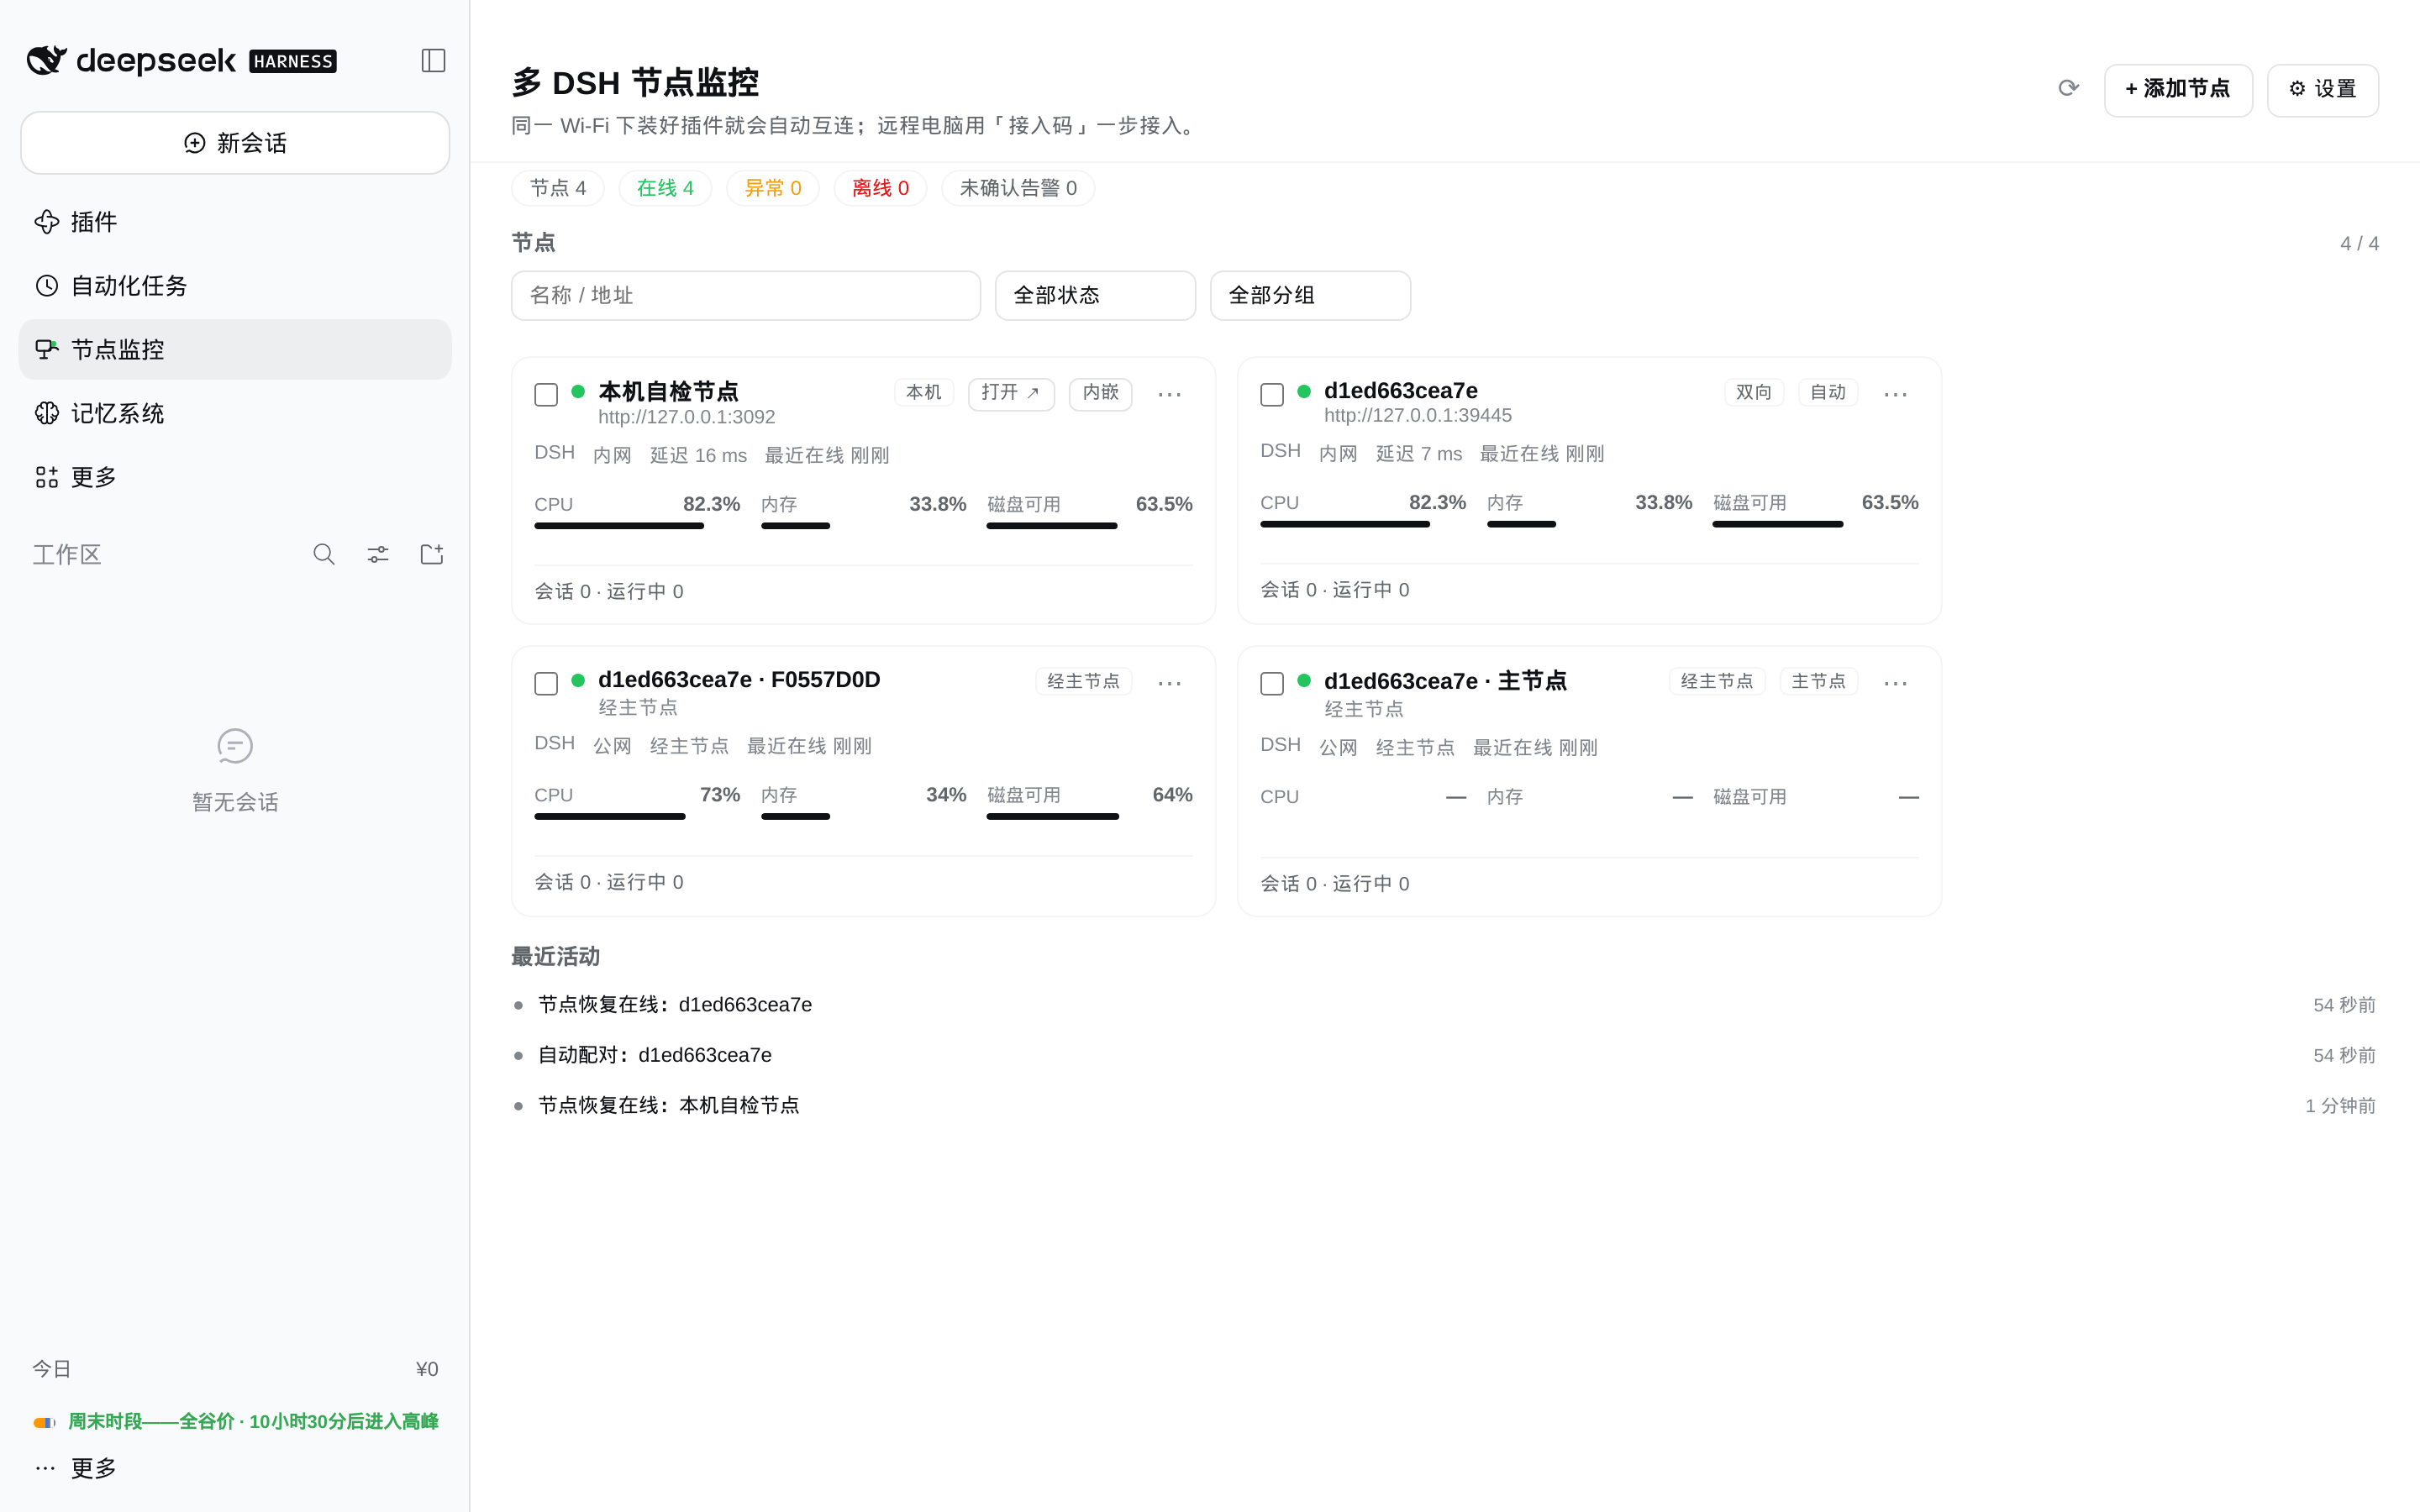 deepseek HARNESS
新会话
插件
自动化任务
节点监控
记忆系统
更多
工作区
暂无会话
今日 ¥0
周末时段——全谷价 · 10小时30分后进入高峰
更多
多 DSH 节点监控
+ 添加节点
设置
同一 Wi-Fi 下装好插件就会自动互连；远程电脑用「接入码」一步接入。
节点 4 在线 4 异常 0 离线 0 未确认告警 0
节点 4 / 4
名称 / 地址 全部状态 全部分组
本机自检节点 本机 打开 ↗ 内嵌 ···
http://127.0.0.1:3092
DSH 内网 延迟 16 ms 最近在线 刚刚
CPU 82.3% 内存 33.8% 磁盘可用 63.5%
会话 0 · 运行中 0
d1ed663cea7e 双向 自动 ···
http://127.0.0.1:39445
DSH 内网 延迟 7 ms 最近在线 刚刚
CPU 82.3% 内存 33.8% 磁盘可用 63.5%
会话 0 · 运行中 0
d1ed663cea7e · F0557D0D 经主节点 ···
经主节点
DSH 公网 经主节点 最近在线 刚刚
CPU 73% 内存 34% 磁盘可用 64%
会话 0 · 运行中 0
d1ed663cea7e · 主节点 经主节点 主节点 ···
经主节点
DSH 公网 经主节点 最近在线 刚刚
CPU — 内存 — 磁盘可用 —
会话 0 · 运行中 0
最近活动
节点恢复在线：d1ed663cea7e 54 秒前
自动配对：d1ed663cea7e 54 秒前
节点恢复在线：本机自检节点 1 分钟前